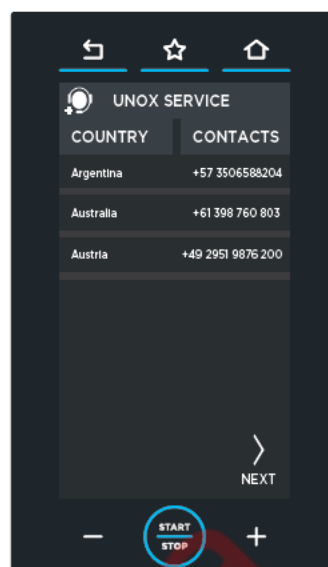 UNOX SERVICE
COUNTRY CONTACTS
Argentina +57 3506588204
Australia +61 398 760 803
Austria +49 2951 9876 200
NEXT
− START STOP +